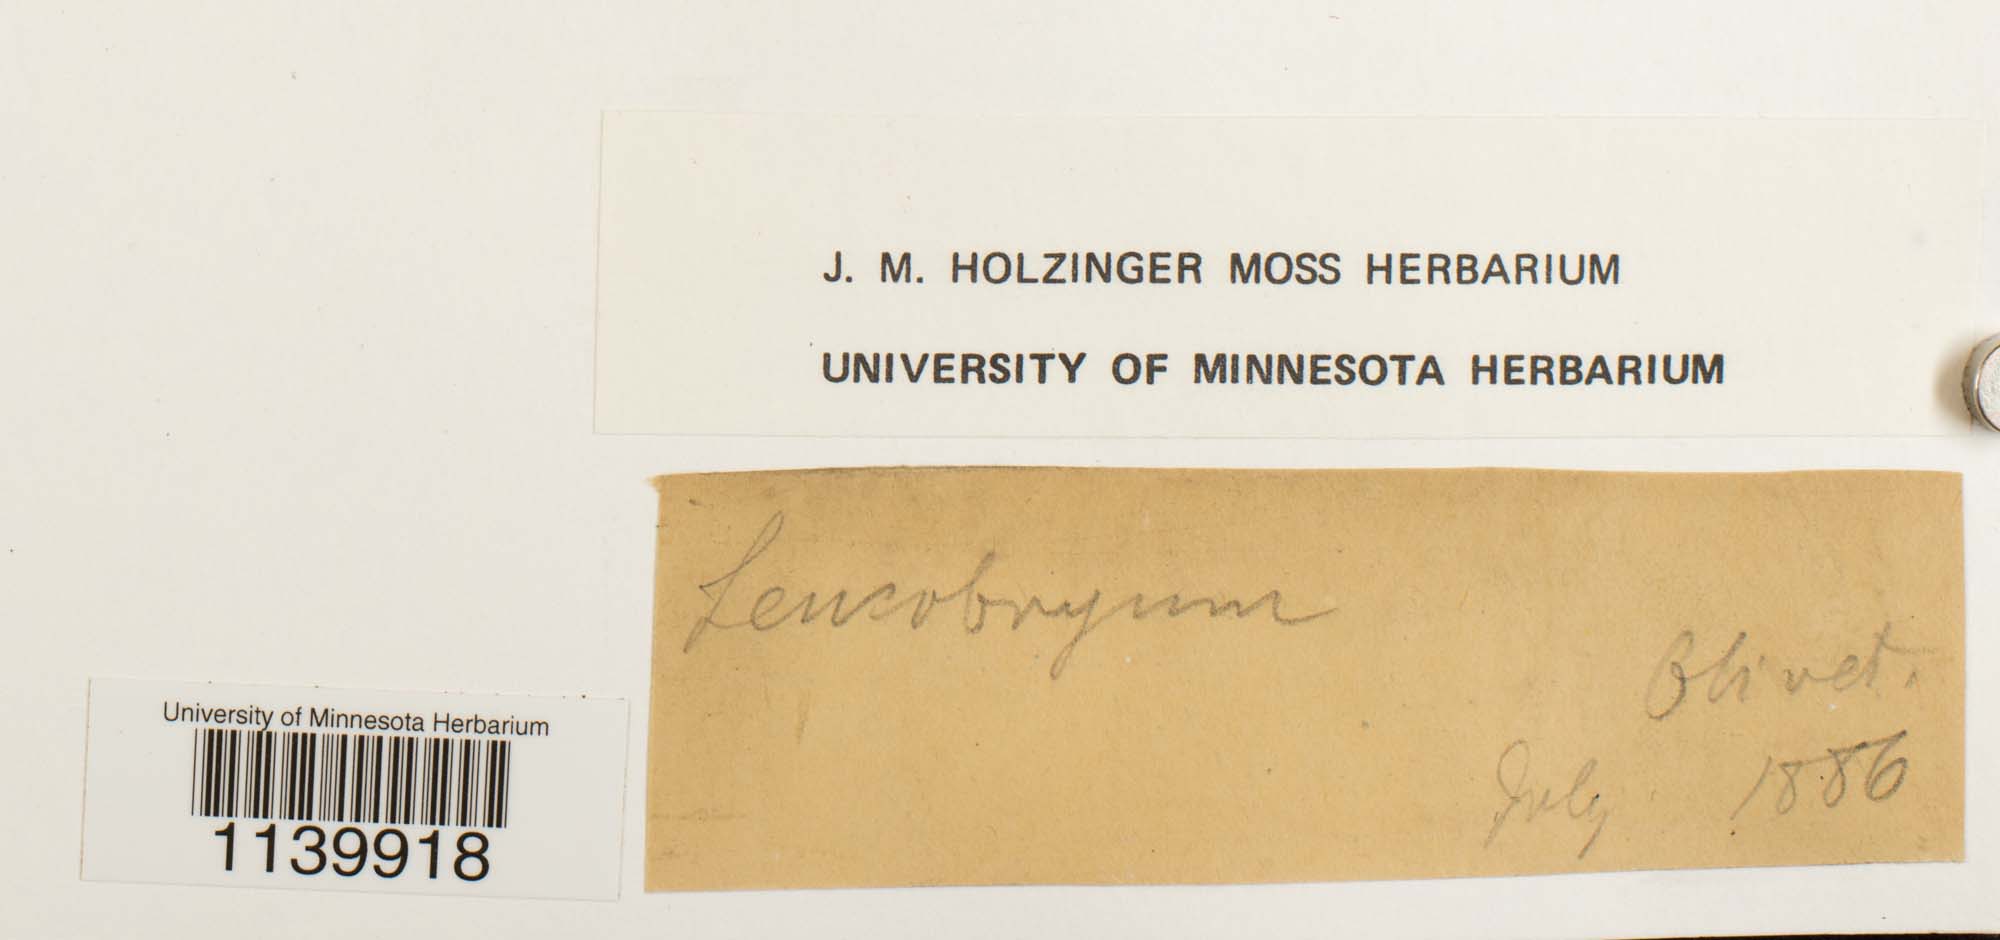 J. M. HOLZINGER MOSS HERBARIUM
UNIVERSITY OF MINNESOTA HERBARIUM
Leucobryum
Olivet.
July 1886
University of Minnesota Herbarium
1139918